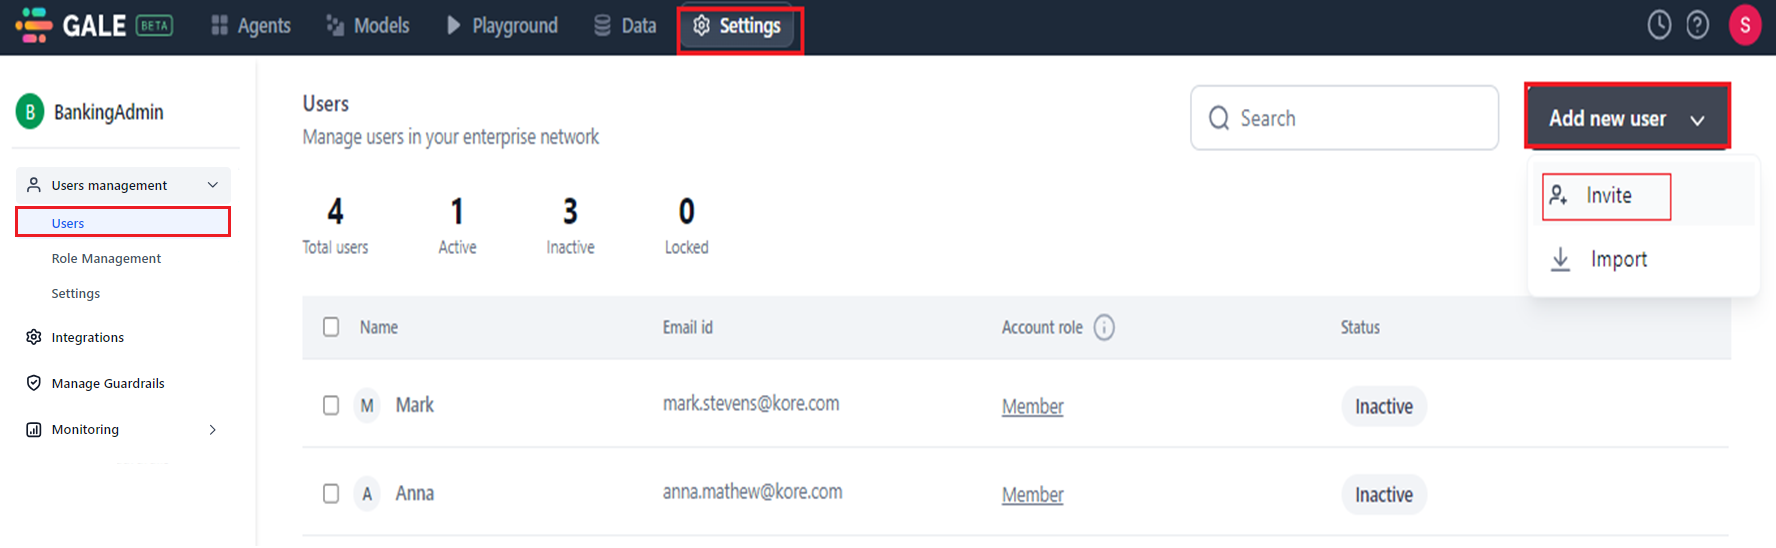 GALE BETA Agents Models Playground Data Settings S
B BankingAdmin
Users management
Users
Role Management
Settings
Integrations
Manage Guardrails
Monitoring
Users
Manage users in your enterprise network
Search
Add new user
Invite
Import
4 1 3 0
Total users Active Inactive Locked
Name Email id Account role Status
M Mark mark.stevens@kore.com Member Inactive
A Anna anna.mathew@kore.com Member Inactive